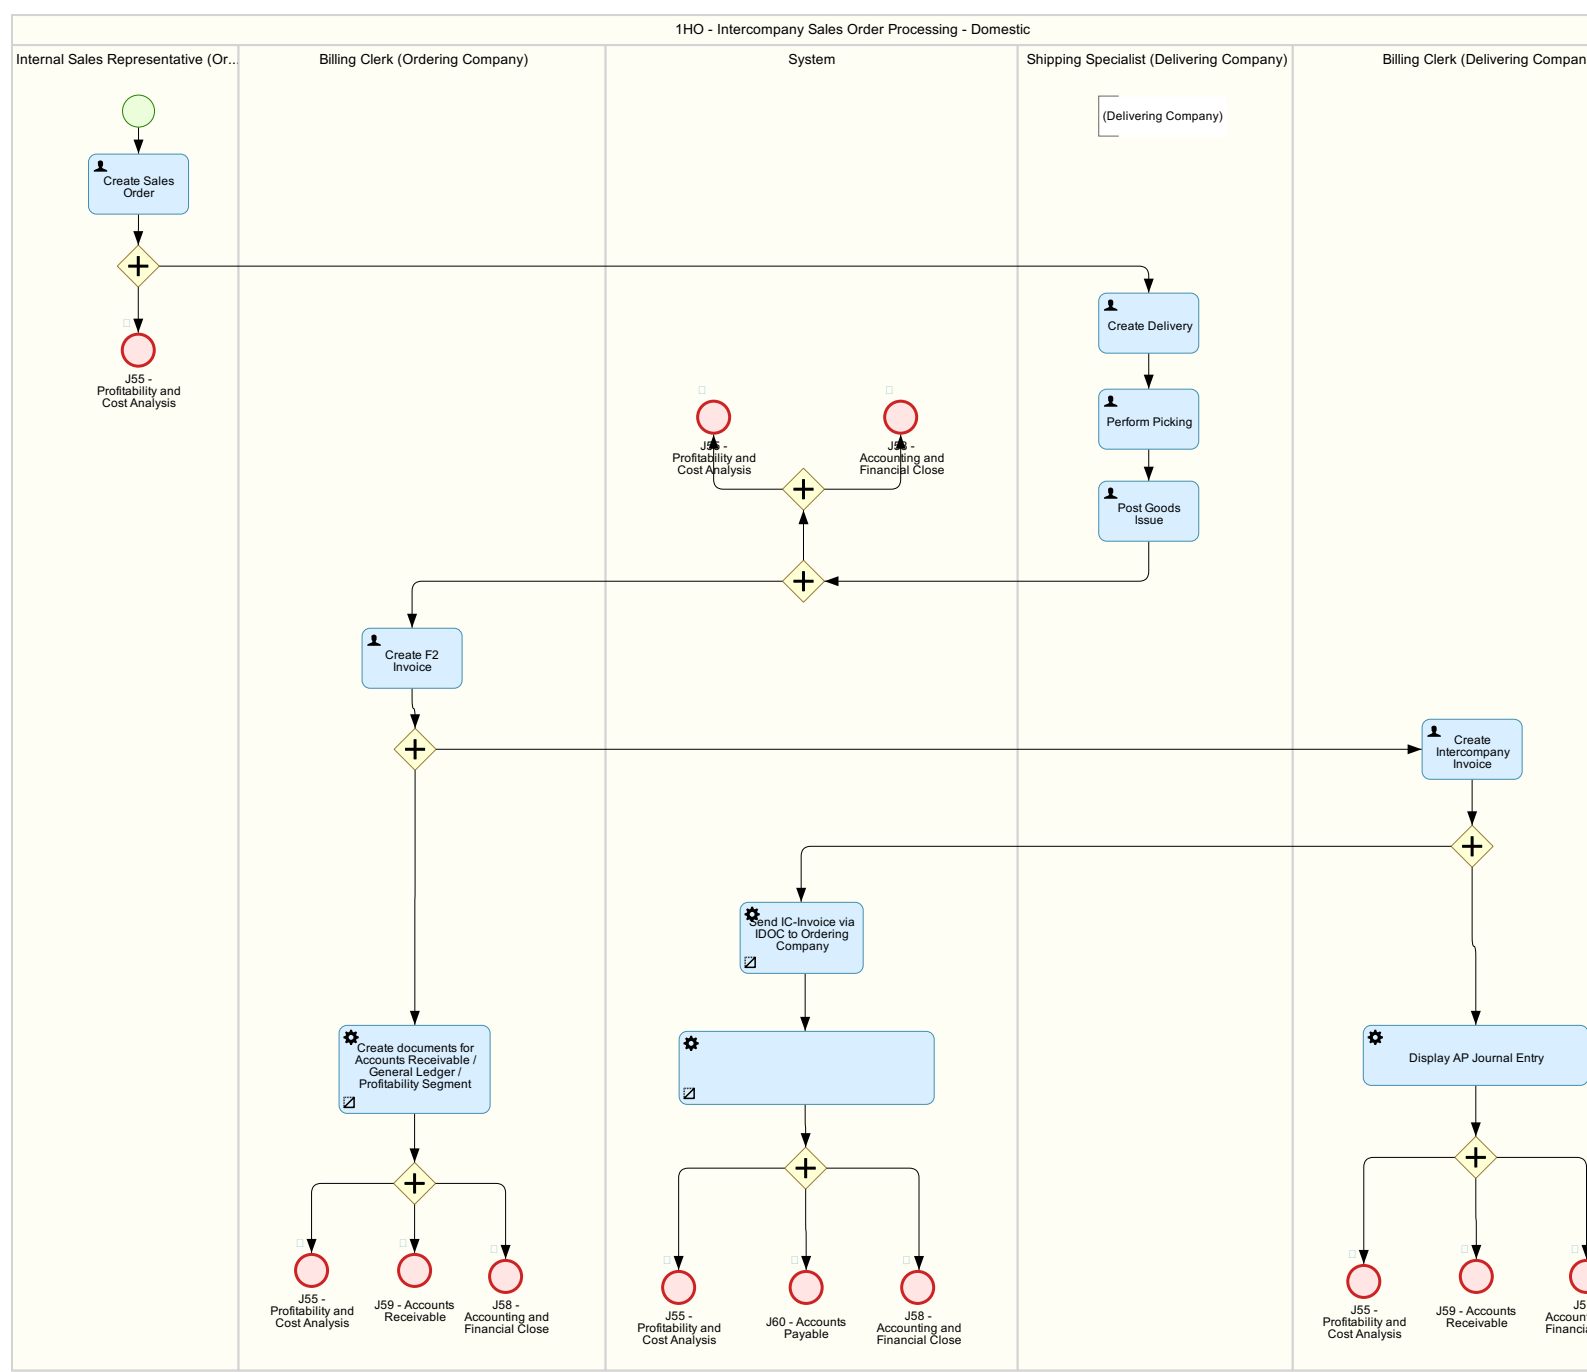 1HO - Intercompany Sales Order Processing - Domestic
Internal Sales Representative (Or...
Billing Clerk (Ordering Company)
System
Shipping Specialist (Delivering Company)
Billing Clerk (Delivering Compan
(Delivering Company)
Create Sales
Order
J55 -
Profitability and
Cost Analysis
Create Delivery
Perform Picking
Post Goods
Issue
J55 -
Profitability and
Cost Analysis
J58 -
Accounting and
Financial Close
Create F2
Invoice
Create
Intercompany
Invoice
Send IC-Invoice via
IDOC to Ordering
Company
Create documents for
Accounts Receivable /
General Ledger /
Profitability Segment
Display AP Journal Entry
J55 -
Profitability and
Cost Analysis
J59 - Accounts
Receivable
J58 -
Accounting and
Financial Close
J55 -
Profitability and
Cost Analysis
J60 - Accounts
Payable
J58 -
Accounting and
Financial Close
J55 -
Profitability and
Cost Analysis
J59 - Accounts
Receivable
J5
Accoun
Financia